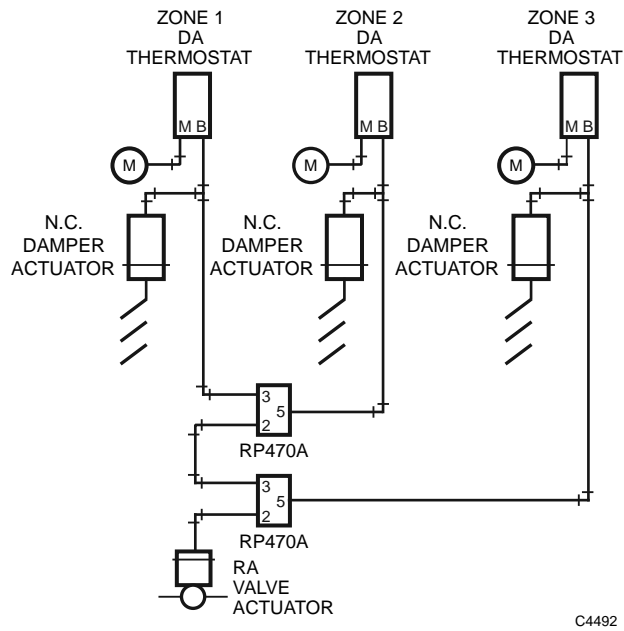 ZONE 1
DA
THERMOSTAT
ZONE 2
DA
THERMOSTAT
ZONE 3
DA
THERMOSTAT
M B
M B
M B
M
M
M
N.C.
DAMPER
ACTUATOR
N.C.
DAMPER
ACTUATOR
N.C.
DAMPER
ACTUATOR
3
5
2
RP470A
3
5
2
RP470A
RA
VALVE
ACTUATOR
C4492